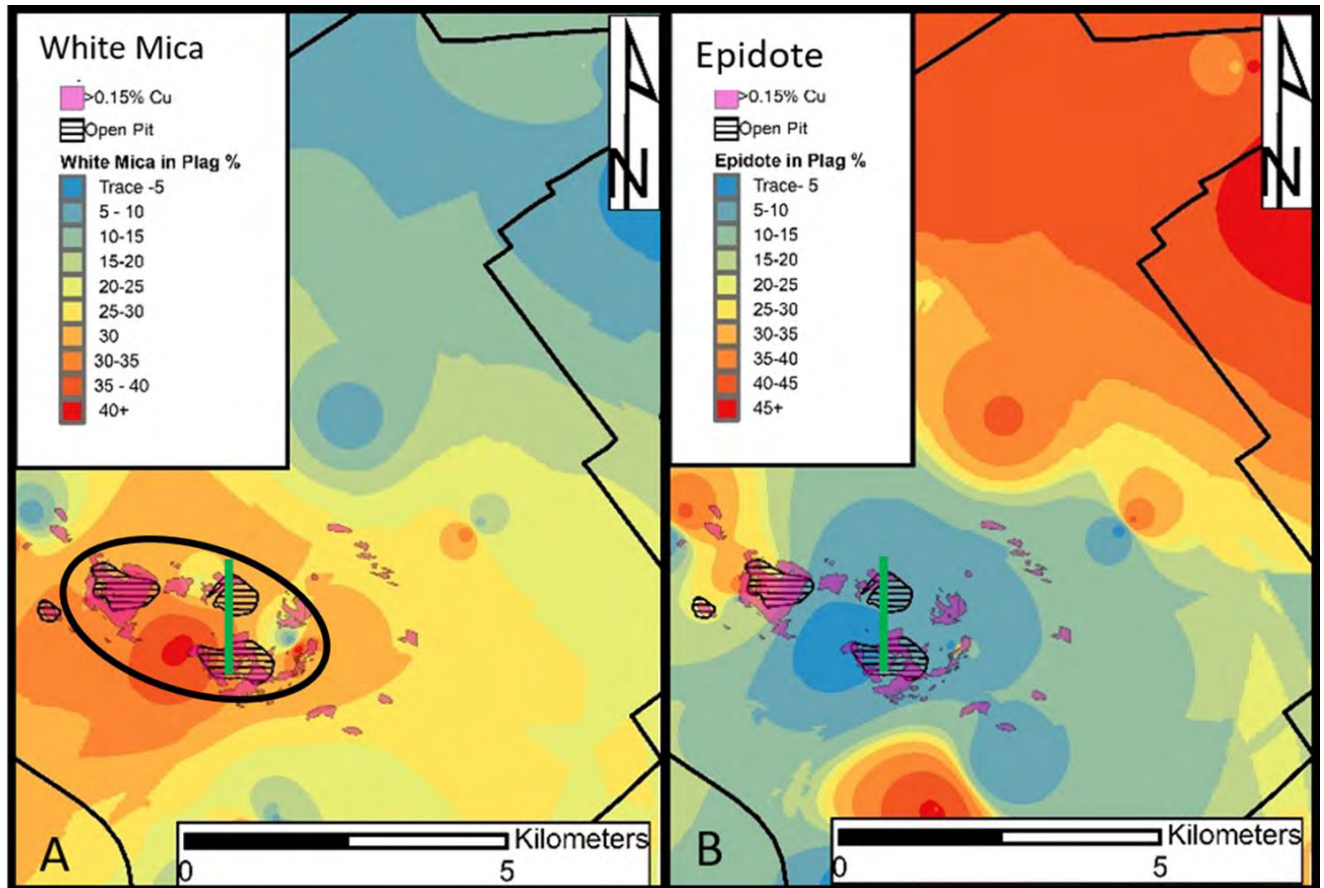 White Mica
>0.15% Cu
Open Pit
White Mica in Plag %
Trace -5
5 - 10
10-15
15-20
20-25
25-30
30
30-35
35 - 40
40+
N
A
Kilometers
0 5
Epidote
>0.15% Cu
Open Pit
Epidote in Plag %
Trace- 5
5-10
10-15
15-20
20-25
25-30
30-35
35-40
40-45
45+
N
B
Kilometers
0 5